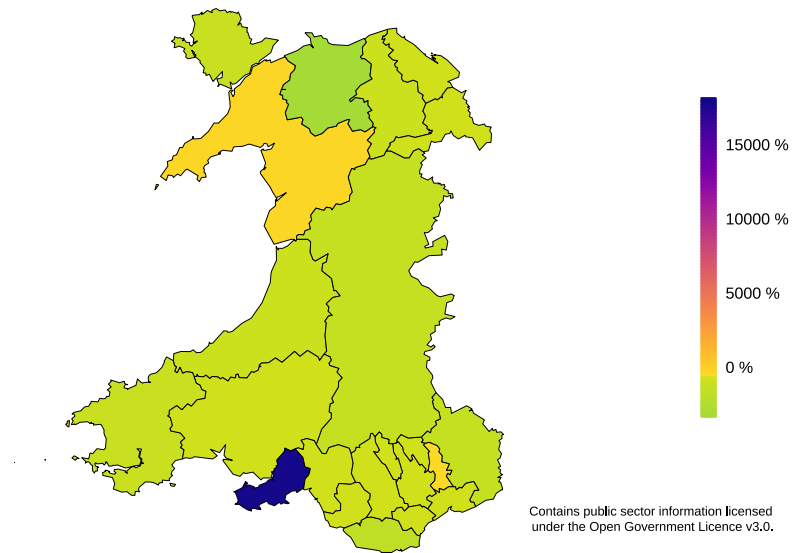 15000 %
10000 %
5000 %
0 %
Contains public sector information licensed
under the Open Government Licence v3.0.